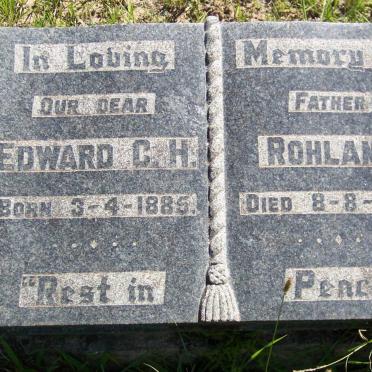 In Loving Memory
Our Dear Father
Edward C. H. Rohlan
Born 3-4-1885. Died 8-8-
"Rest in Peac